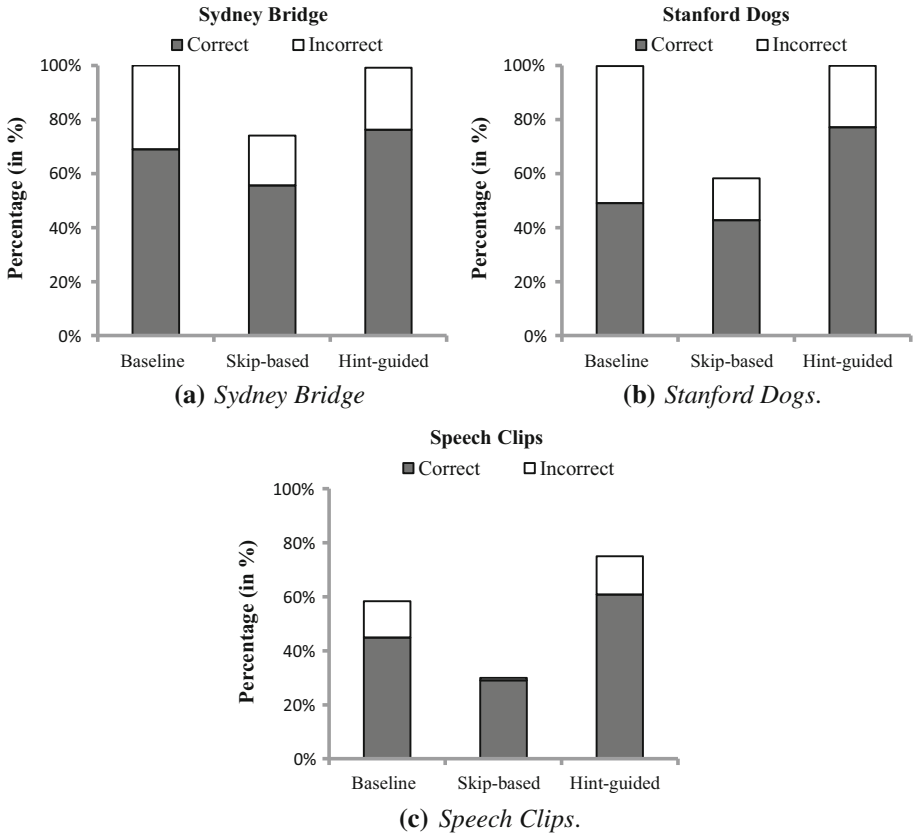 Sydney Bridge
Correct Incorrect
100%
80%
60%
40%
20%
0%
Percentage (in %)
Baseline Skip-based Hint-guided
(a) Sydney Bridge
Stanford Dogs
Correct Incorrect
100%
80%
60%
40%
20%
0%
Percentage (in %)
Baseline Skip-based Hint-guided
(b) Stanford Dogs.
Speech Clips
Correct Incorrect
100%
80%
60%
40%
20%
0%
Percentage (in %)
Baseline Skip-based Hint-guided
(c) Speech Clips.